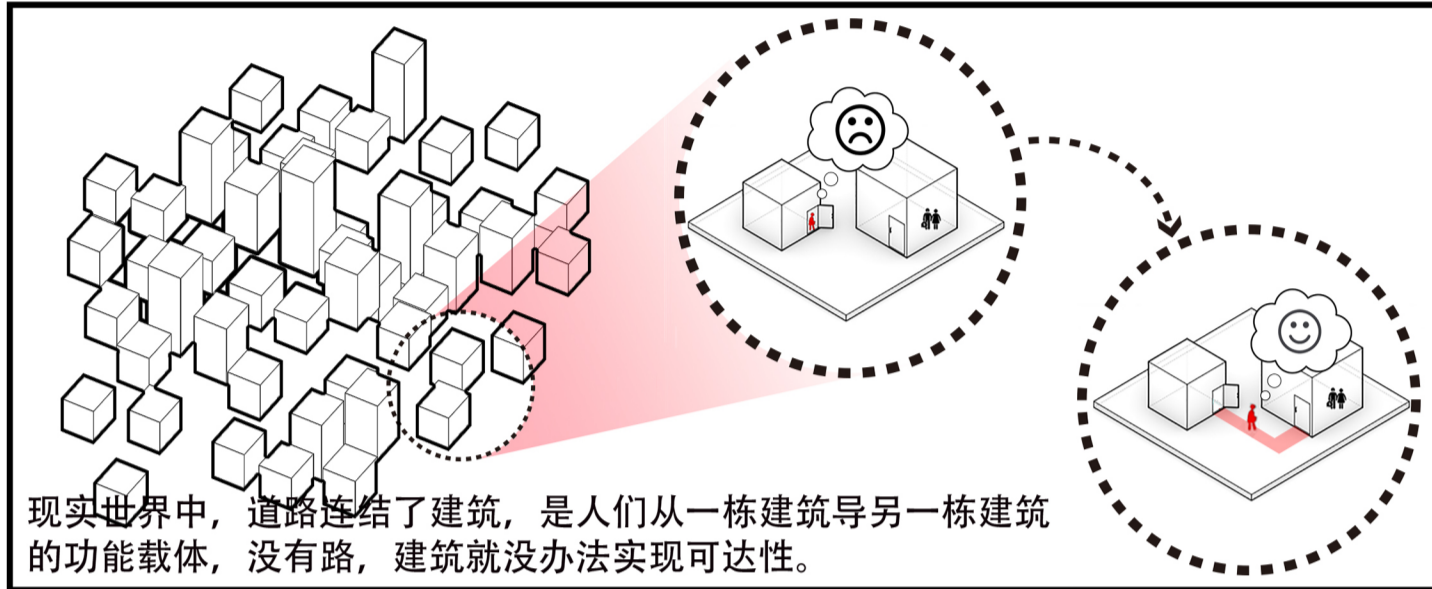 现实世界中，道路连结了建筑，是人们从一栋建筑导另一栋建筑
的功能载体，没有路，建筑就没办法实现可达性。